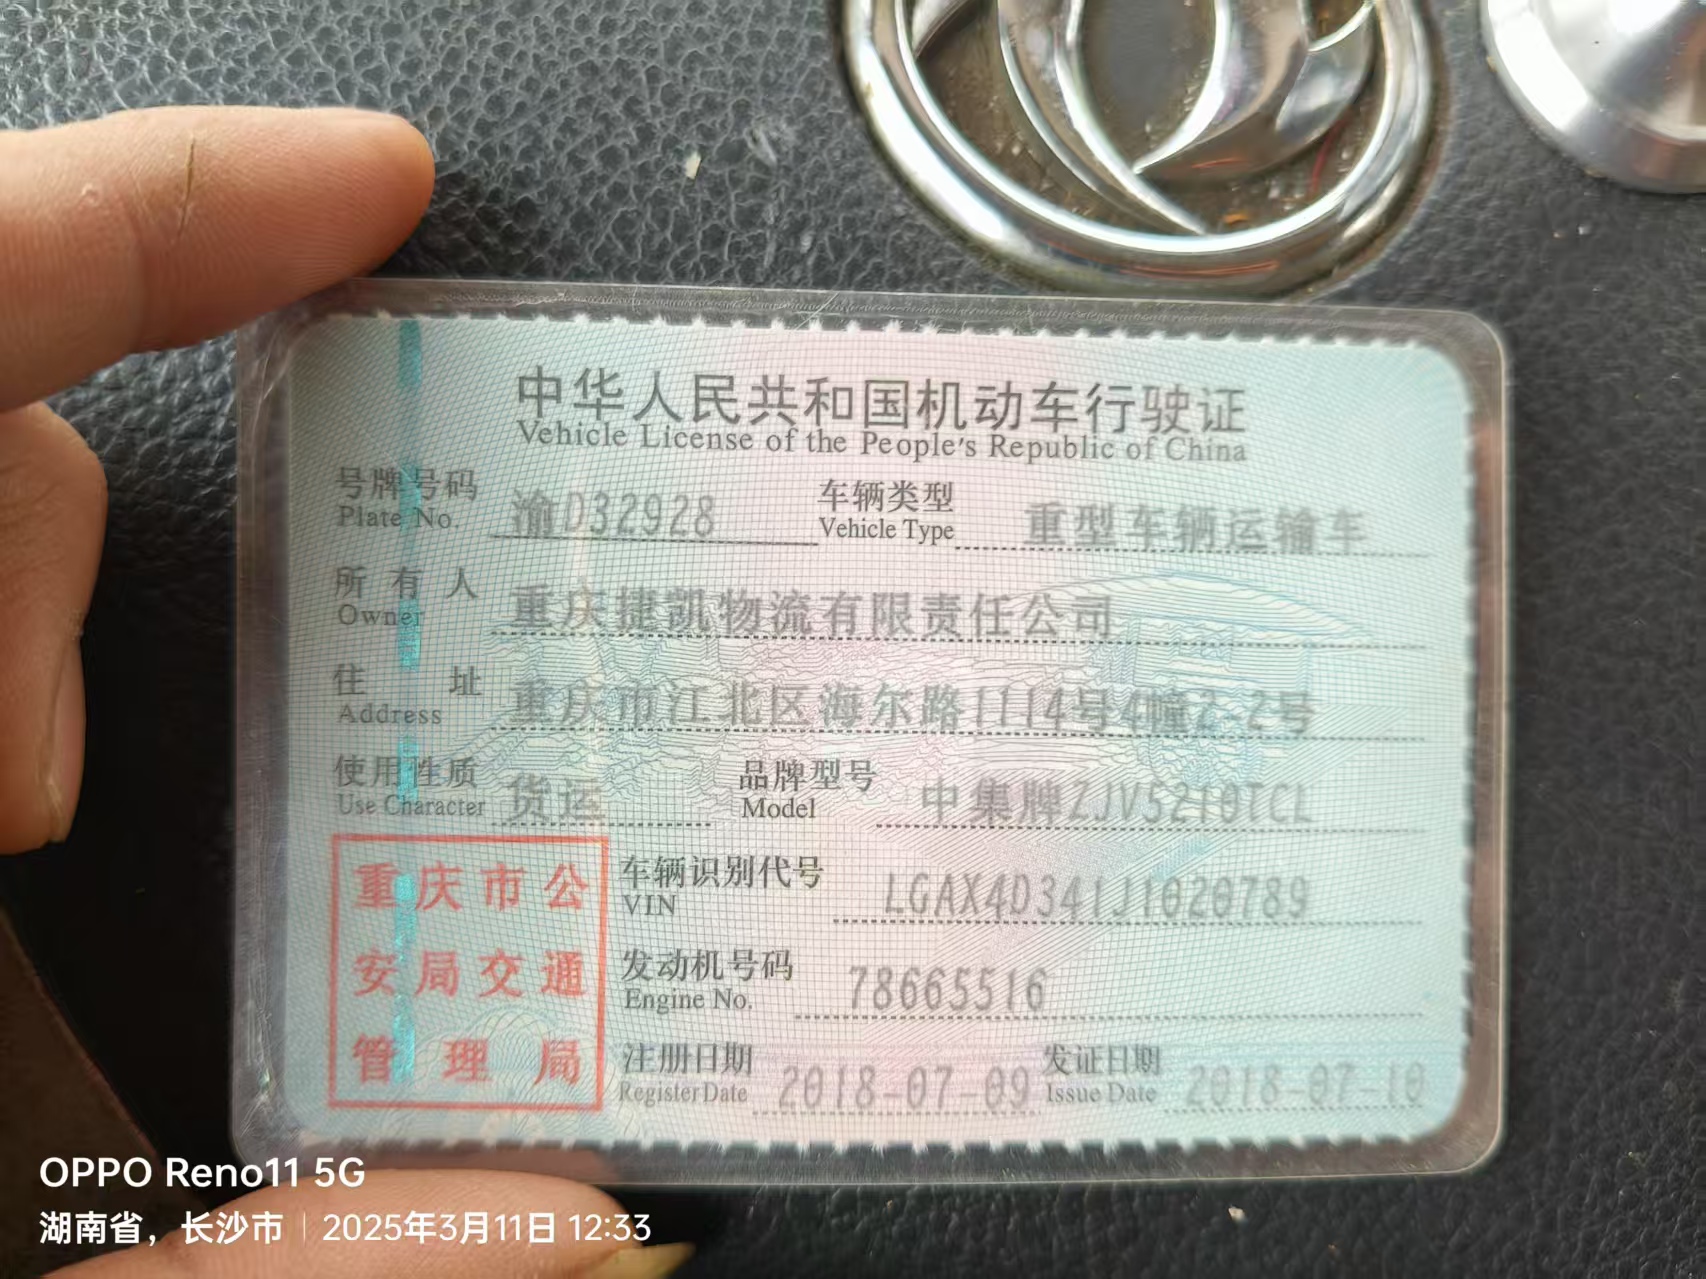 中华人民共和国机动车行驶证
Vehicle License of the People's Republic of China
号牌号码 渝D32928 车辆类型 重型车辆运输车
Plate No. Vehicle Type
所有人 重庆捷凯物流有限责任公司
Owner
住址 重庆市江北区海尔路1114号4幢2-2号
Address
使用性质 货运 品牌型号 中集牌ZJV5210TCL
Use Character Model
重庆市公
安局交通
管理局
车辆识别代号 LGAX4D341J1020789
VIN
发动机号码 78665516
Engine No.
注册日期 2018-07-09 发证日期 2018-07-10
Register Date Issue Date
OPPO Reno11 5G
湖南省，长沙市 | 2025年3月11日 12:33